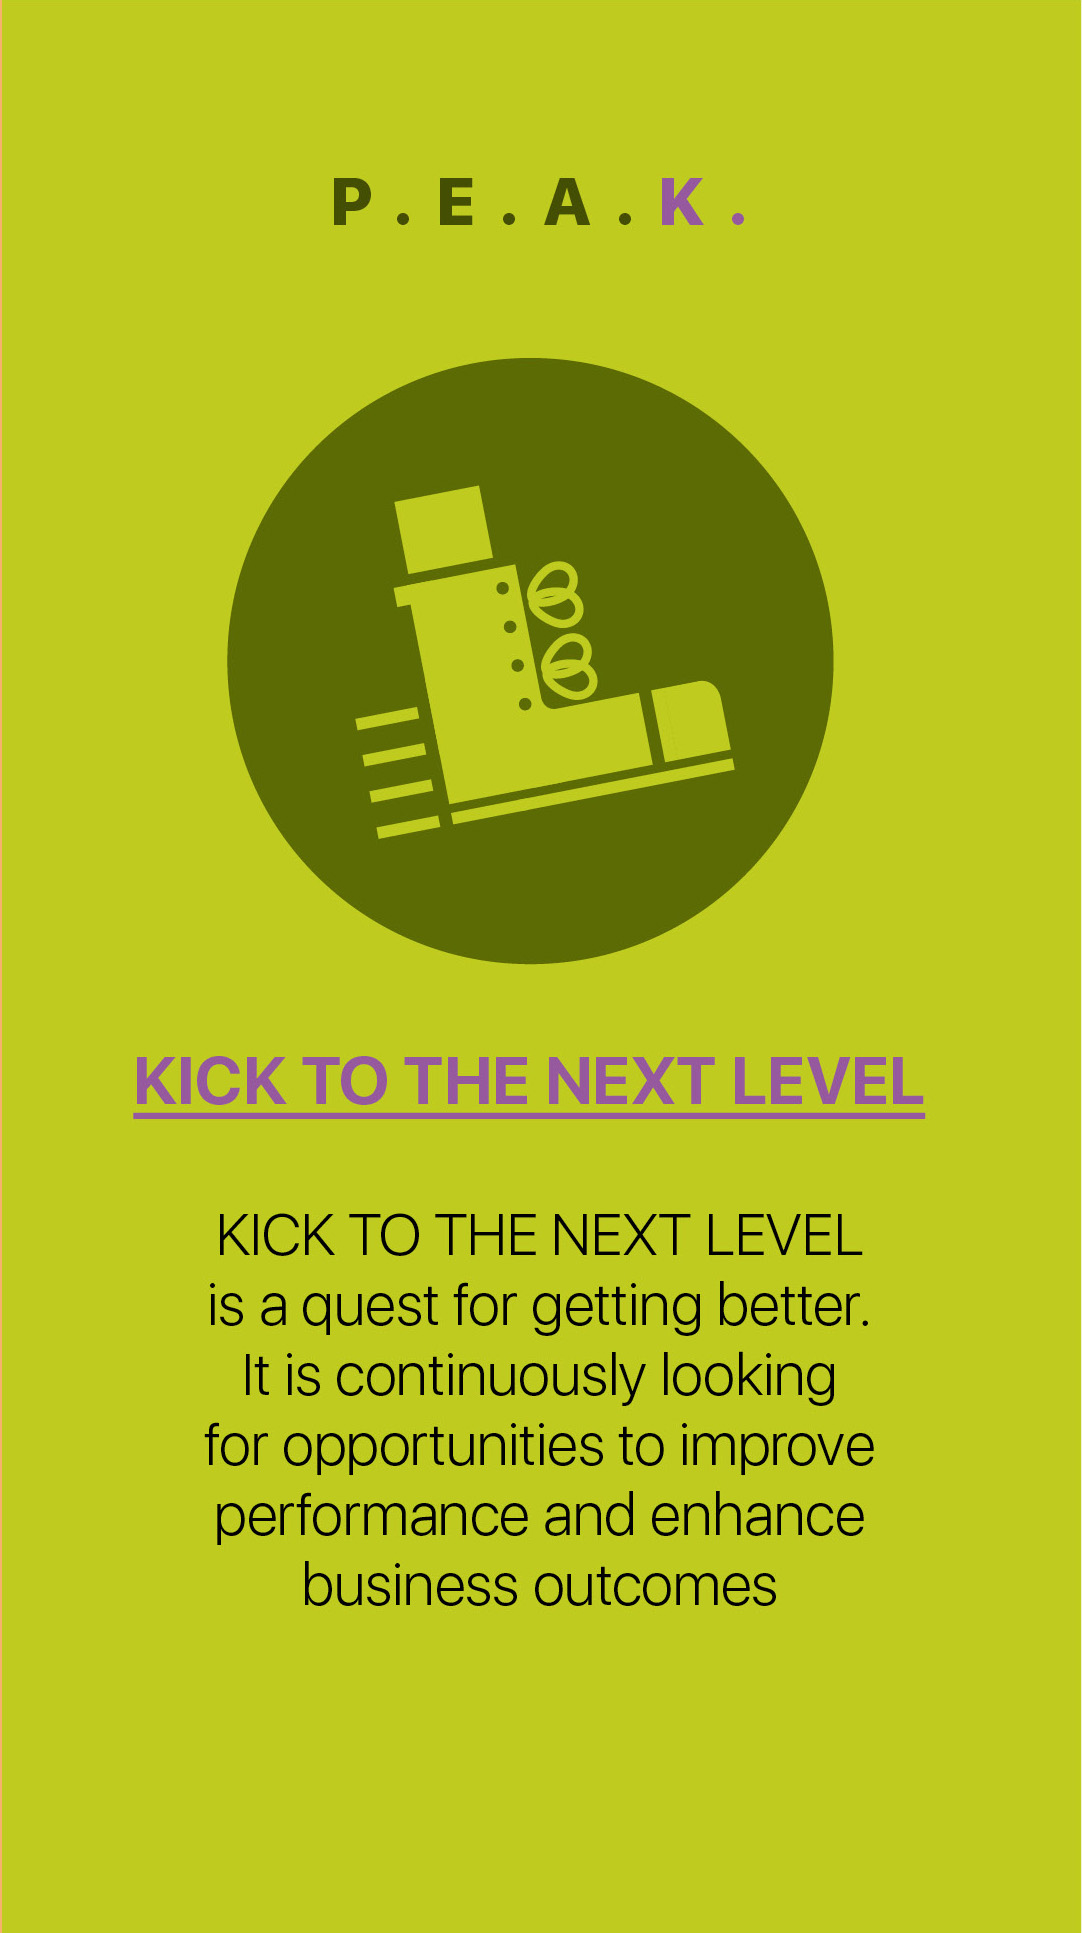 P.E.A.K.
KICK TO THE NEXT LEVEL
KICK TO THE NEXT LEVEL
is a quest for getting better.
It is continuously looking
for opportunities to improve
performance and enhance
business outcomes